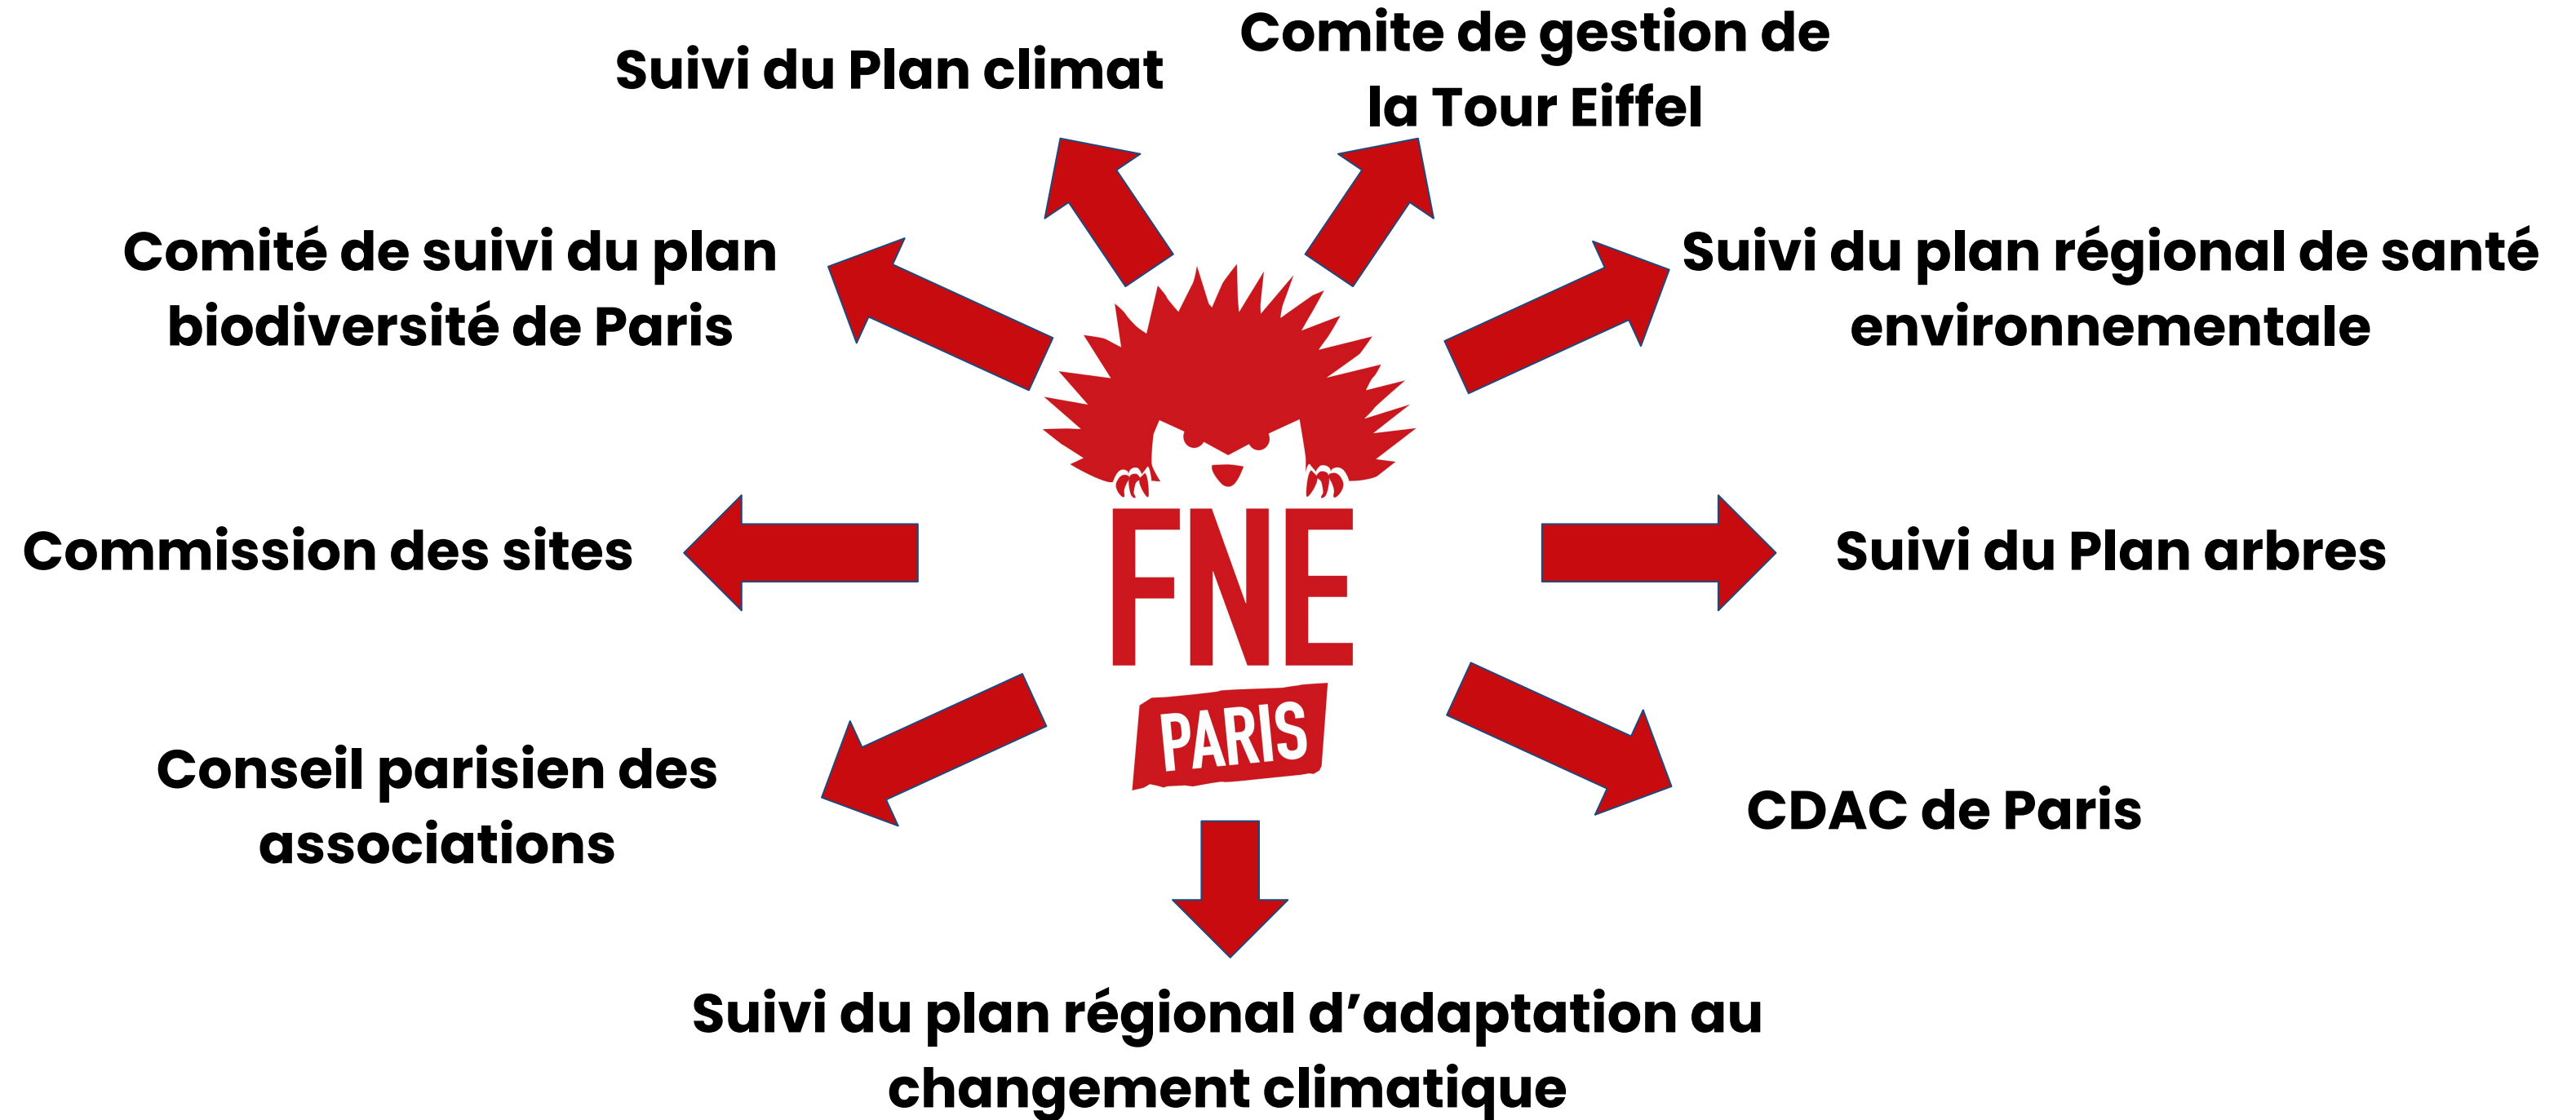 Suivi du Plan climat
Comite de gestion de
la Tour Eiffel
Comité de suivi du plan
biodiversité de Paris
Suivi du plan régional de santé
environnementale
Commission des sites
FNE
PARIS
Suivi du Plan arbres
Conseil parisien des
associations
CDAC de Paris
Suivi du plan régional d’adaptation au
changement climatique